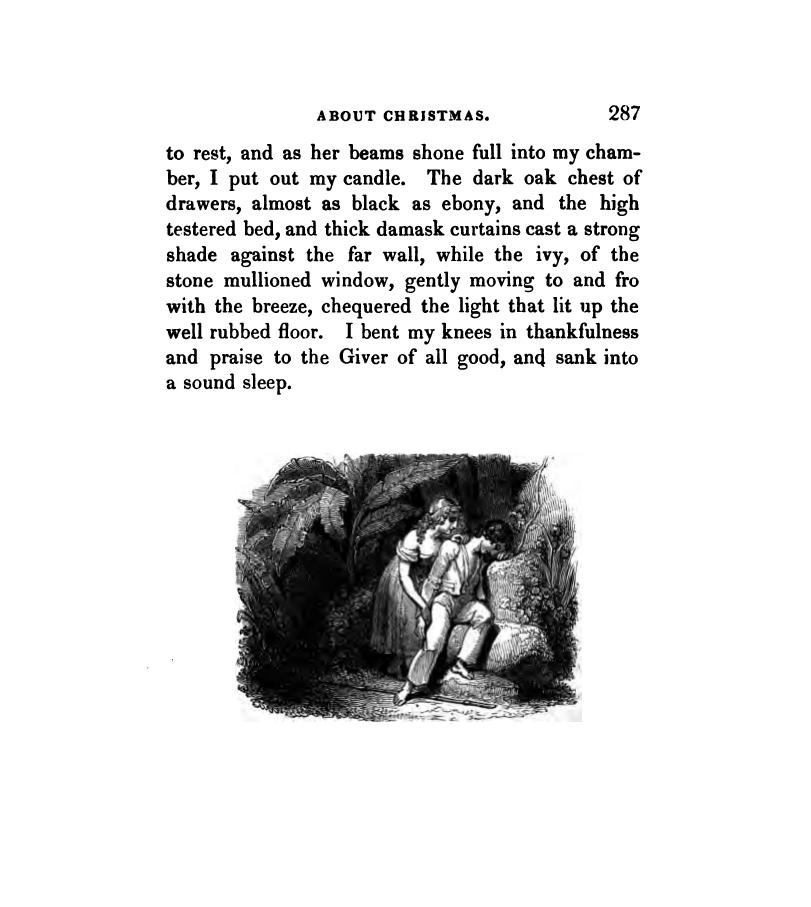 ABOUT CHRISTMAS. 287
to rest, and as her beams shone full into my cham-
ber, I put out my candle. The dark oak chest of
drawers, almost as black as ebony, and the high
testered bed, and thick damask curtains cast a strong
shade against the far wall, while the ivy, of the
stone mullioned window, gently moving to and fro
with the breeze, chequered the light that lit up the
well rubbed floor. I bent my knees in thankfulness
and praise to the Giver of all good, and sank into
a sound sleep.